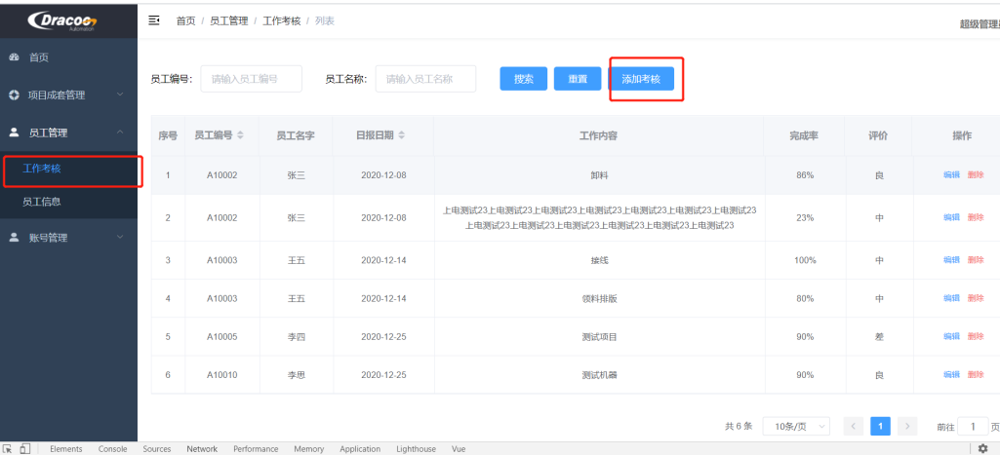 Dracoo
Automation
首页 / 员工管理 / 工作考核 / 列表
超级管理员
首页
项目成套管理
员工管理
工作考核
员工信息
账号管理
员工编号: 请输入员工编号 员工名称: 请输入员工名称 搜索 重置 添加考核
序号 员工编号 员工名字 日报日期 工作内容 完成率 评价 操作
1 A10002 张三 2020-12-08 卸料 86% 良 编辑 删除
2 A10002 张三 2020-12-08 上电测试23上电测试23上电测试23上电测试23上电测试23上电测试23上电测试23
上电测试23上电测试23上电测试23上电测试23上电测试23上电测试23 23% 中 编辑 删除
3 A10003 王五 2020-12-14 接线 100% 中 编辑 删除
4 A10003 王五 2020-12-14 领料排版 80% 中 编辑 删除
5 A10005 李四 2020-12-25 测试项目 90% 差 编辑 删除
6 A10010 李思 2020-12-25 测试机器 90% 良 编辑 删除
共 6 条 10条/页 < 1 > 前往 1 页
Elements Console Sources Network Performance Memory Application Lighthouse Vue